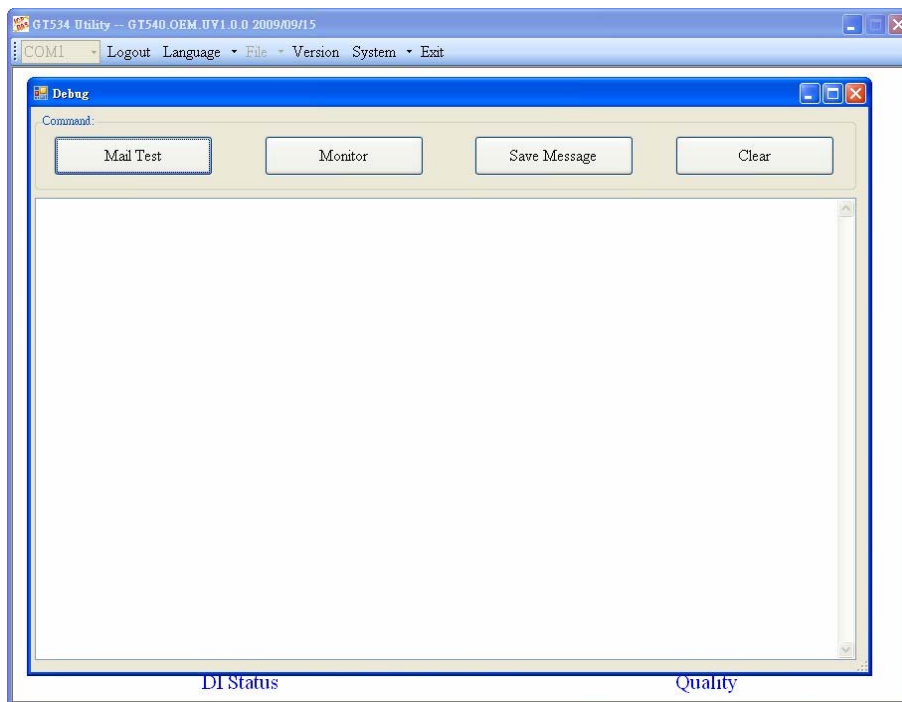 GT534 Utility -- GT540.OEM.UV1.0.0 2009/09/15
COM1 Logout Language File Version System Exit
Debug
Command:
Mail Test Monitor Save Message Clear
DI Status Quality